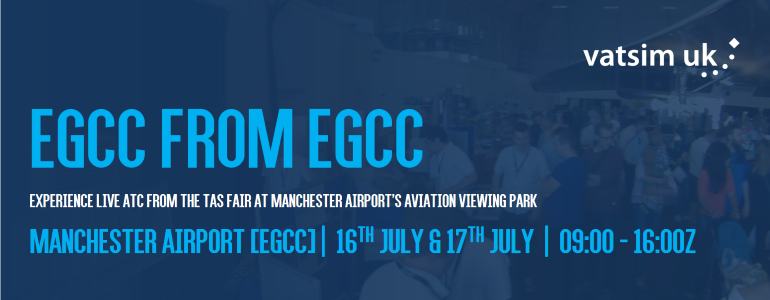 vatsim uk
EGCC FROM EGCC
EXPERIENCE LIVE ATC FROM THE TAS FAIR AT MANCHESTER AIRPORT'S AVIATION VIEWING PARK
MANCHESTER AIRPORT [EGCC] | 16TH JULY & 17TH JULY | 09:00 - 16:00Z